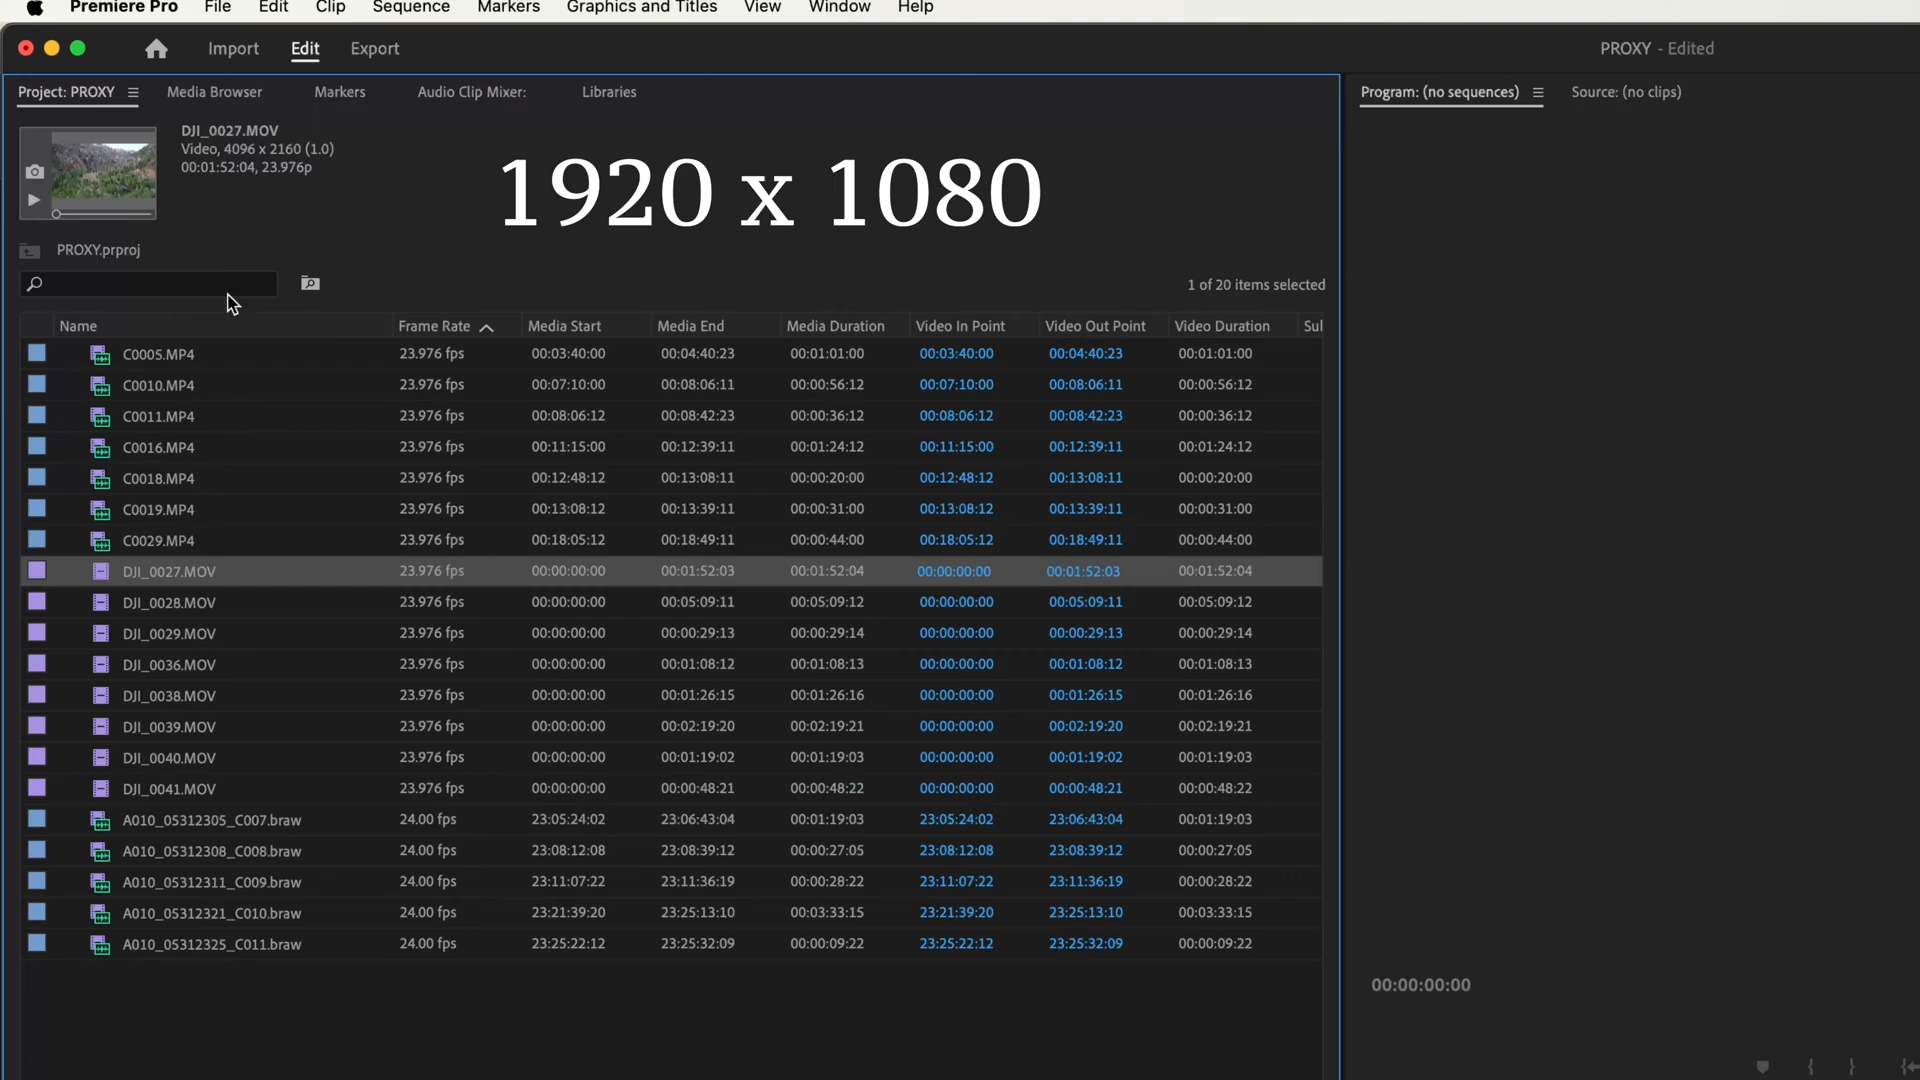 Premiere Pro File Edit Clip Sequence Markers Graphics and Titles View Window Help
Import Edit Export PROXY - Edited
Project: PROXY Media Browser Markers Audio Clip Mixer: Libraries Program: (no sequences) Source: (no clips)
DJI_0027.MOV
Video, 4096 x 2160 (1.0)
00:01:52:04, 23.976p
1920 x 1080
PROXY.prproj
1 of 20 items selected
Name Frame Rate Media Start Media End Media Duration Video In Point Video Out Point Video Duration Sul
C0005.MP4 23.976 fps 00:03:40:00 00:04:40:23 00:01:01:00 00:03:40:00 00:04:40:23 00:01:01:00
C0010.MP4 23.976 fps 00:07:10:00 00:08:06:11 00:00:56:12 00:07:10:00 00:08:06:11 00:00:56:12
C0011.MP4 23.976 fps 00:08:06:12 00:08:42:23 00:00:36:12 00:08:06:12 00:08:42:23 00:00:36:12
C0016.MP4 23.976 fps 00:11:15:00 00:12:39:11 00:01:24:12 00:11:15:00 00:12:39:11 00:01:24:12
C0018.MP4 23.976 fps 00:12:48:12 00:13:08:11 00:00:20:00 00:12:48:12 00:13:08:11 00:00:20:00
C0019.MP4 23.976 fps 00:13:08:12 00:13:39:11 00:00:31:00 00:13:08:12 00:13:39:11 00:00:31:00
C0029.MP4 23.976 fps 00:18:05:12 00:18:49:11 00:00:44:00 00:18:05:12 00:18:49:11 00:00:44:00
DJI_0027.MOV 23.976 fps 00:00:00:00 00:01:52:03 00:01:52:04 00:00:00:00 00:01:52:03 00:01:52:04
DJI_0028.MOV 23.976 fps 00:00:00:00 00:05:09:11 00:05:09:12 00:00:00:00 00:05:09:11 00:05:09:12
DJI_0029.MOV 23.976 fps 00:00:00:00 00:00:29:13 00:00:29:14 00:00:00:00 00:00:29:13 00:00:29:14
DJI_0036.MOV 23.976 fps 00:00:00:00 00:01:08:12 00:01:08:13 00:00:00:00 00:01:08:12 00:01:08:13
DJI_0038.MOV 23.976 fps 00:00:00:00 00:01:26:15 00:01:26:16 00:00:00:00 00:01:26:15 00:01:26:16
DJI_0039.MOV 23.976 fps 00:00:00:00 00:02:19:20 00:02:19:21 00:00:00:00 00:02:19:20 00:02:19:21
DJI_0040.MOV 23.976 fps 00:00:00:00 00:01:19:02 00:01:19:03 00:00:00:00 00:01:19:02 00:01:19:03
DJI_0041.MOV 23.976 fps 00:00:00:00 00:00:48:21 00:00:48:22 00:00:00:00 00:00:48:21 00:00:48:22
A010_05312305_C007.braw 24.00 fps 23:05:24:02 23:06:43:04 00:01:19:03 23:05:24:02 23:06:43:04 00:01:19:03
A010_05312308_C008.braw 24.00 fps 23:08:12:08 23:08:39:12 00:00:27:05 23:08:12:08 23:08:39:12 00:00:27:05
A010_05312311_C009.braw 24.00 fps 23:11:07:22 23:11:36:19 00:00:28:22 23:11:07:22 23:11:36:19 00:00:28:22
A010_05312321_C010.braw 24.00 fps 23:21:39:20 23:25:13:10 00:03:33:15 23:21:39:20 23:25:13:10 00:03:33:15
A010_05312325_C011.braw 24.00 fps 23:25:22:12 23:25:32:09 00:00:09:22 23:25:22:12 23:25:32:09 00:00:09:22
00:00:00:00